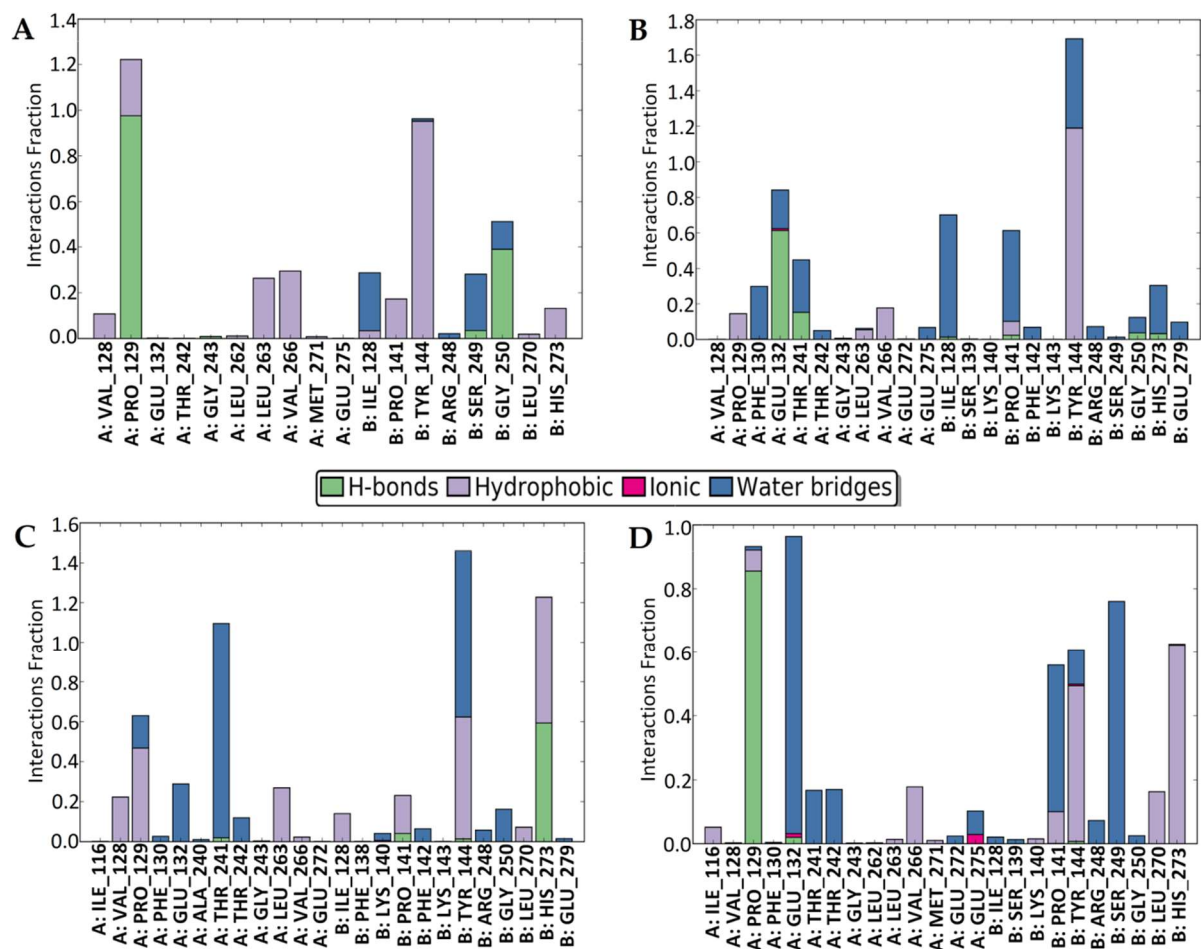 A
Interactions Fraction
1.4
1.2
1.0
0.8
0.6
0.4
0.2
0.0
A: VAL_128
A: PRO_129
A: GLU_132
A: THR_242
A: GLY_243
A: LEU_262
A: LEU_263
A: VAL_266
A: MET_271
A: GLU_275
B: ILE_128
B: PRO_141
B: TYR_144
B: ARG_248
B: SER_249
B: GLY_250
B: LEU_270
B: HIS_273
B
Interactions Fraction
1.8
1.6
1.4
1.2
1.0
0.8
0.6
0.4
0.2
0.0
A: VAL_128
A: PRO_129
A: PHE_130
A: GLU_132
A: THR_241
A: THR_242
A: GLY_243
A: LEU_263
A: VAL_266
A: GLU_272
A: GLU_275
B: ILE_128
B: SER_139
B: LYS_140
B: PRO_141
B: PHE_142
B: LYS_143
B: TYR_144
B: ARG_248
B: SER_249
B: GLY_250
B: HIS_273
B: GLU_279
H-bonds Hydrophobic Ionic Water bridges
C
Interactions Fraction
1.6
1.4
1.2
1.0
0.8
0.6
0.4
0.2
0.0
A: ILE_116
A: VAL_128
A: PRO_129
A: PHE_130
A: GLU_132
A: ALA_240
A: THR_241
A: THR_242
A: GLY_243
A: LEU_263
A: VAL_266
A: GLU_272
B: ILE_128
B: PHE_138
B: LYS_140
B: PRO_141
B: PHE_142
B: LYS_143
B: TYR_144
B: ARG_248
B: GLY_250
B: LEU_270
B: HIS_273
B: GLU_279
D
Interactions Fraction
1.0
0.8
0.6
0.4
0.2
0.0
A: ILE_116
A: VAL_128
A: PRO_129
A: PHE_130
A: GLU_132
A: THR_241
A: THR_242
A: GLY_243
A: LEU_262
A: LEU_263
A: VAL_266
A: MET_271
A: GLU_272
A: GLU_275
B: ILE_128
B: SER_139
B: LYS_140
B: PRO_141
B: TYR_144
B: ARG_248
B: SER_249
B: GLY_250
B: LEU_270
B: HIS_273